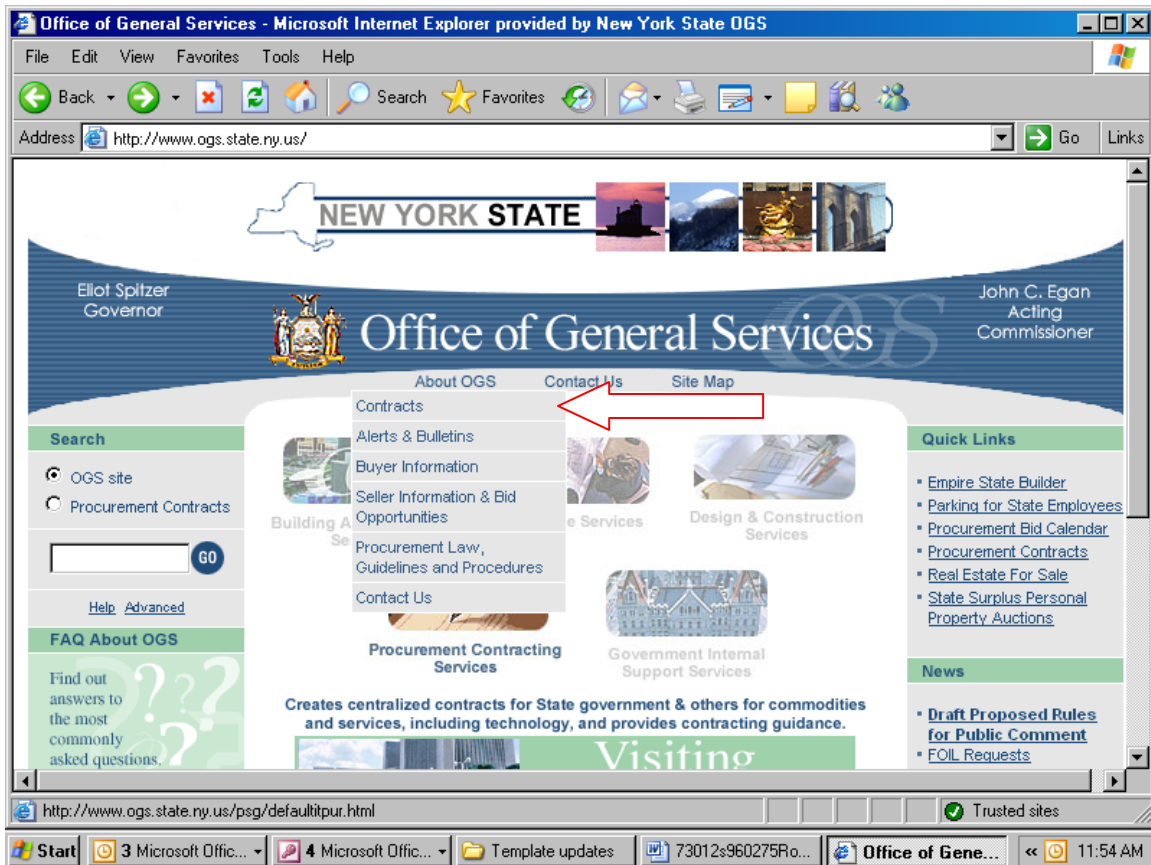 Office of General Services - Microsoft Internet Explorer provided by New York State OGS
File Edit View Favorites Tools Help
Back Search Favorites
Address http://www.ogs.state.ny.us/ Go Links
NEW YORK STATE
Eliot Spitzer
Governor
Office of General Services
OGS
John C. Egan
Acting
Commissioner
About OGS Contact Us Site Map
Contracts
Alerts & Bulletins
Buyer Information
Seller Information & Bid
Opportunities
Procurement Law,
Guidelines and Procedures
Contact Us
Search
OGS site
Procurement Contracts
GO
Help Advanced
FAQ About OGS
Find out
answers to
the most
commonly
asked questions.
???
Building A
Se
e Services
Design & Construction
Services
Procurement Contracting
Services
Government Internal
Support Services
Creates centralized contracts for State government & others for commodities
and services, including technology, and provides contracting guidance.
Visiting
Quick Links
Empire State Builder
Parking for State Employees
Procurement Bid Calendar
Procurement Contracts
Real Estate For Sale
State Surplus Personal
Property Auctions
News
Draft Proposed Rules
for Public Comment
FOIL Requests
http://www.ogs.state.ny.us/psg/defaultitpur.html Trusted sites
Start 3 Microsoft Offic... 4 Microsoft Offic... Template updates 73012s960275Ro... Office of Gene... « 11:54 AM